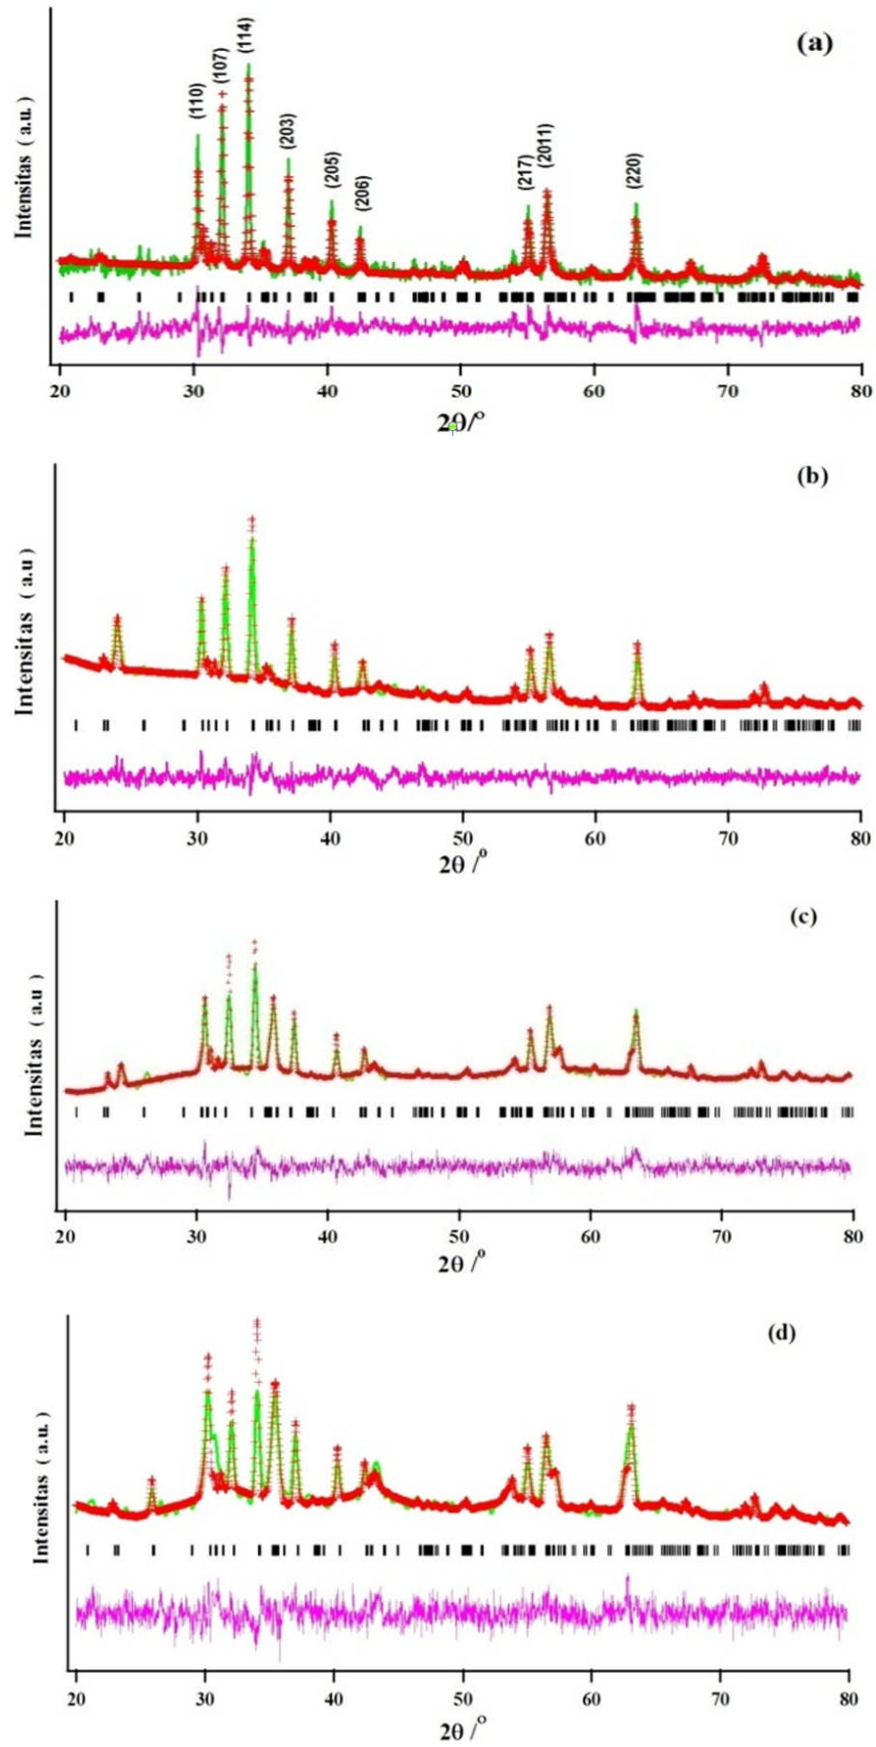 (a)
(110)
(107)
(114)
(203)
(205)
(206)
(217)
(2011)
(220)
Intensitas ( a.u. )
20 30 40 50 60 70 80
2θ/°
(b)
Intensitas ( a.u )
20 30 40 50 60 70 80
2θ /°
(c)
Intensitas ( a.u )
20 30 40 50 60 70 80
2θ /°
(d)
Intensitas ( a.u. )
20 30 40 50 60 70 80
2θ /°